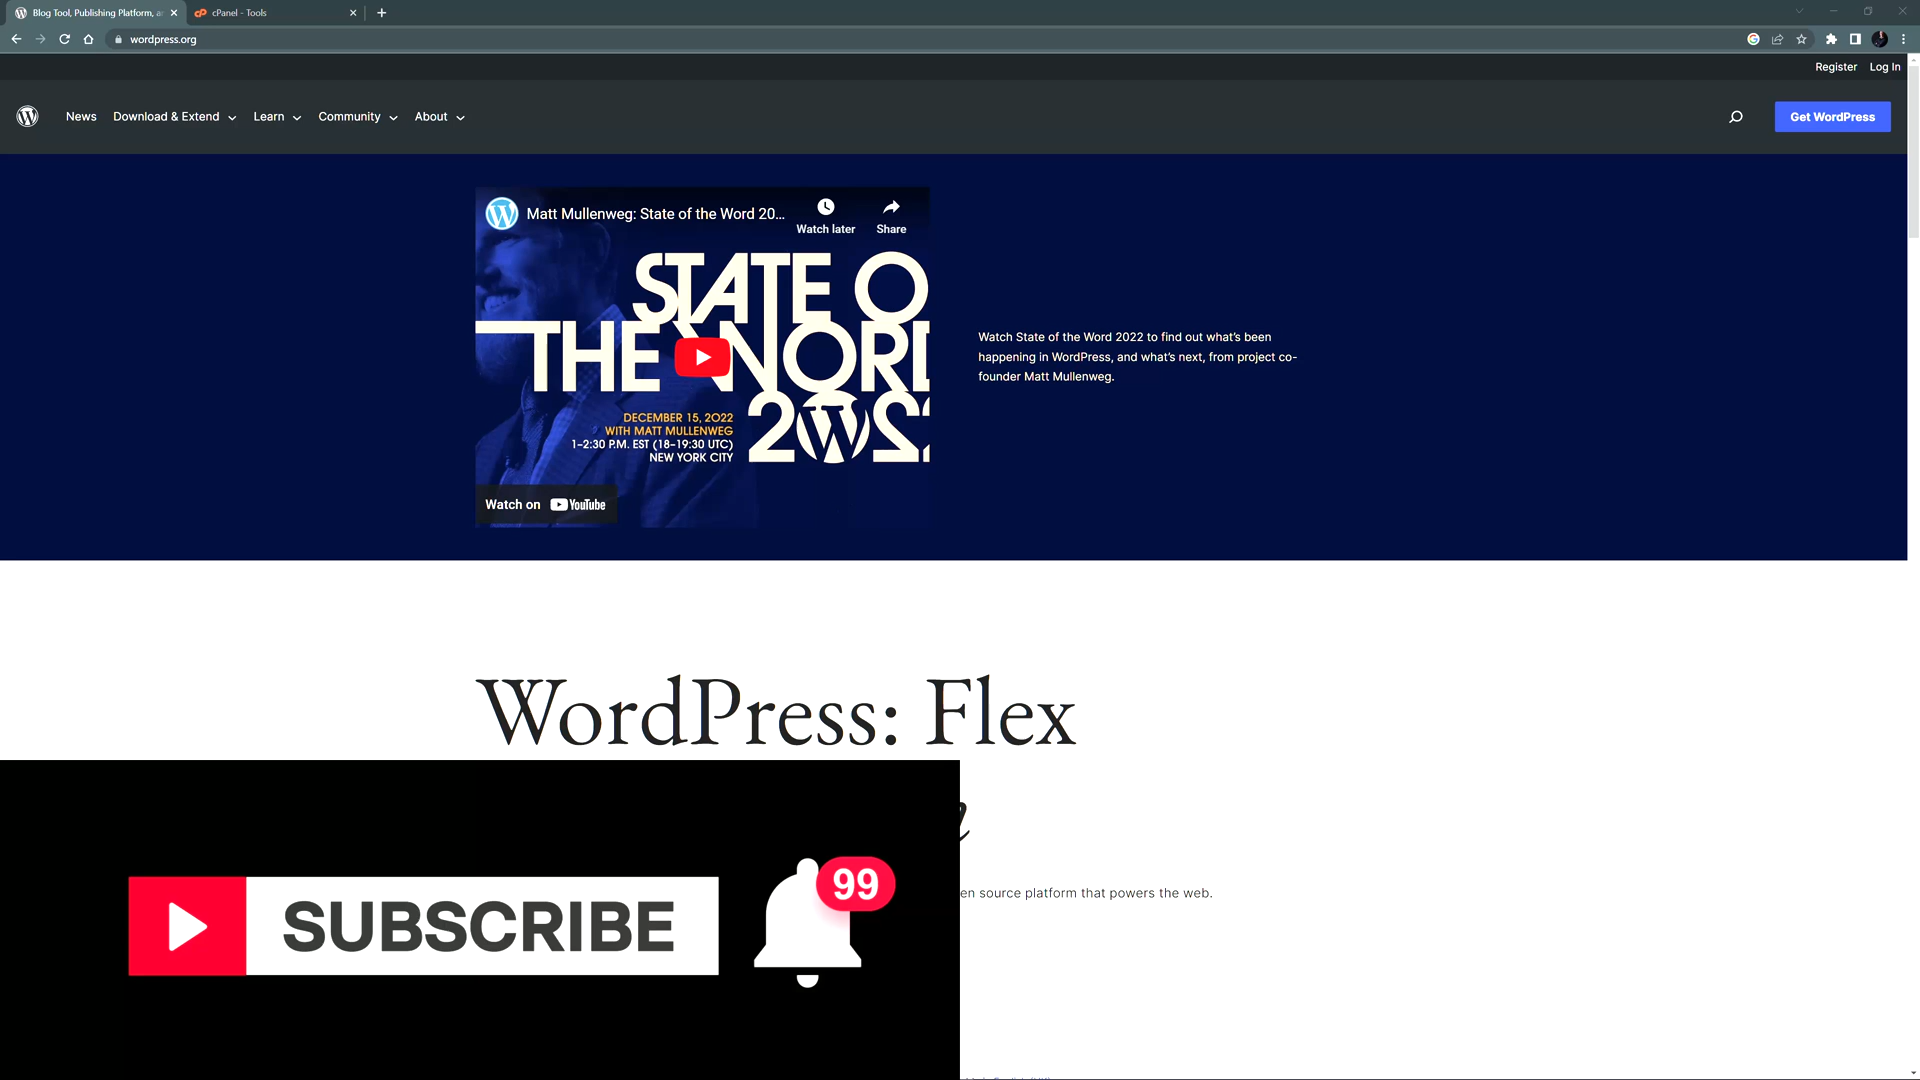 Blog Tool, Publishing Platform, a
cPanel - Tools
wordpress.org
Register Log In
News Download & Extend Learn Community About
Get WordPress
Matt Mullenweg: State of the Word 20...
Watch later Share
STATE O
THE WOR
2022
DECEMBER 15, 2022
WITH MATT MULLENWEG
1-2:30 P.M. EST (18-19:30 UTC)
NEW YORK CITY
Watch on YouTube
Watch State of the Word 2022 to find out what's been
happening in WordPress, and what's next, from project co-
founder Matt Mullenweg.
WordPress: Flex
en source platform that powers the web.
SUBSCRIBE
99